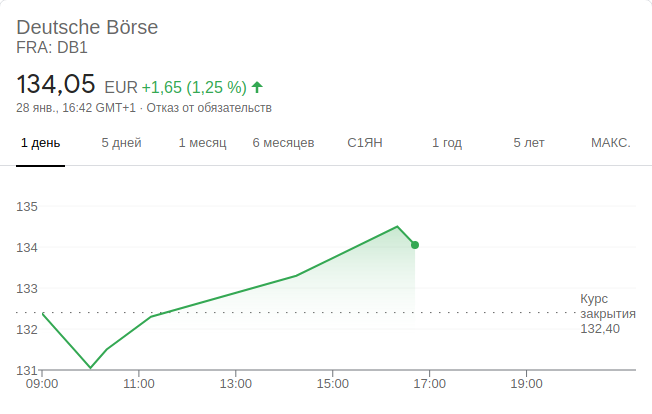 Deutsche Börse
FRA: DB1
134,05 EUR +1,65 (1,25 %)
28 янв., 16:42 GMT+1 · Отказ от обязательств
1 день 5 дней 1 месяц 6 месяцев С1ЯН 1 год 5 лет МАКС.
135
134
133
Курс
закрытия
132,40
132
131
09:00 11:00 13:00 15:00 17:00 19:00